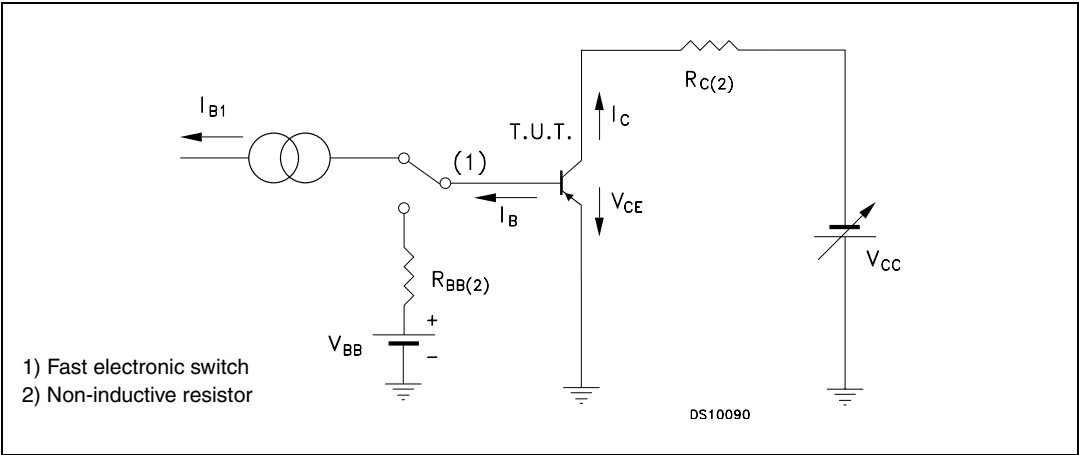 I_B1
T.U.T.
(1)
I_B
I_C
V_CE
R_C(2)
V_CC
R_BB(2)
V_BB
+
−
1) Fast electronic switch
2) Non-inductive resistor
DS10090